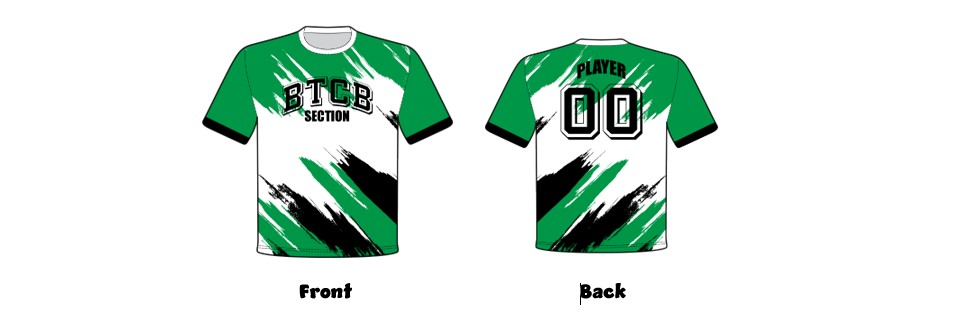 BTCB
SECTION
PLAYER
00
Front
Back